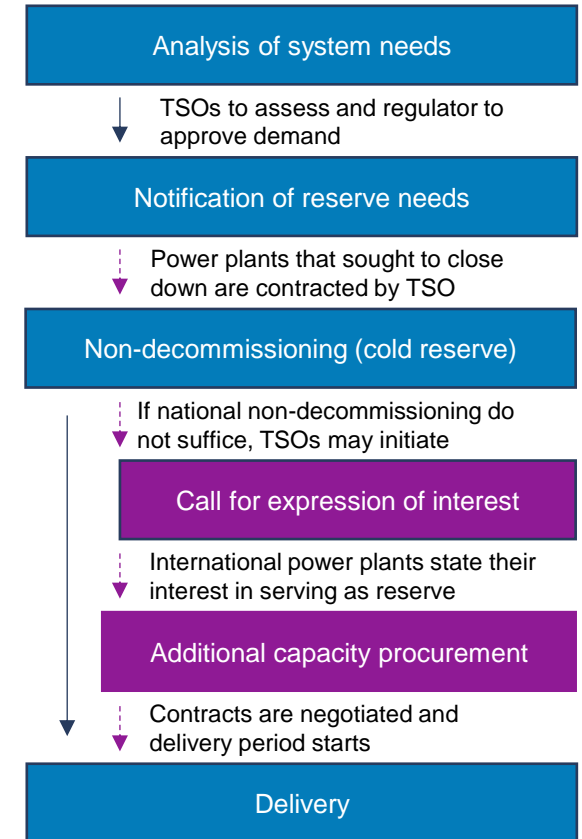 Analysis of system needs
TSOs to assess and regulator to
approve demand
Notification of reserve needs
Power plants that sought to close
down are contracted by TSO
Non-decommissioning (cold reserve)
If national non-decommissioning do
not suffice, TSOs may initiate
Call for expression of interest
International power plants state their
interest in serving as reserve
Additional capacity procurement
Contracts are negotiated and
delivery period starts
Delivery